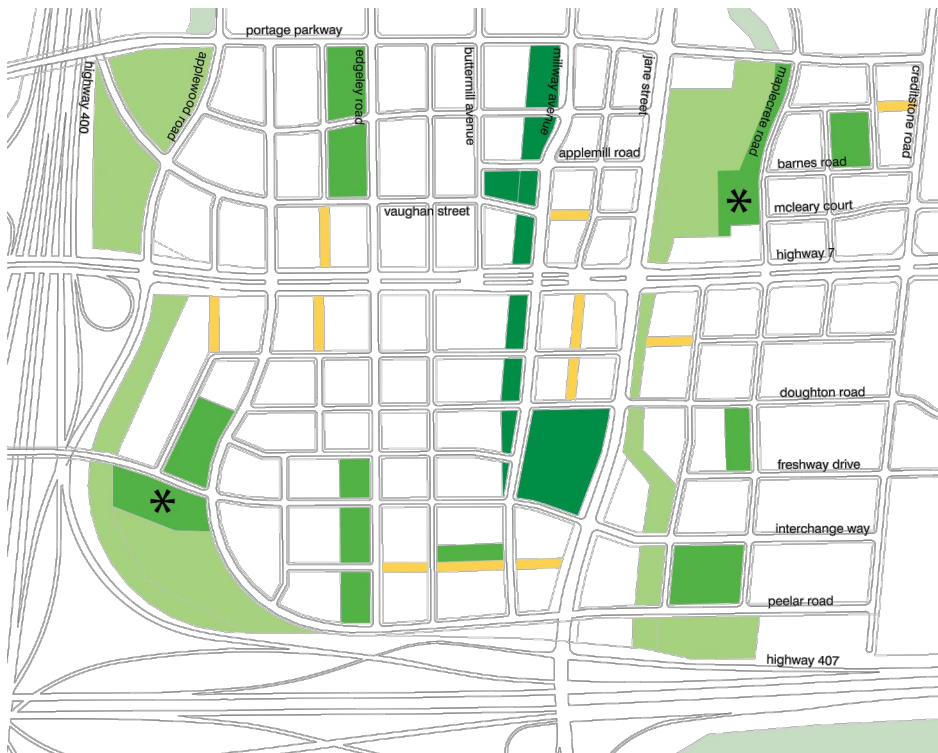 portage parkway
highway 400
applewood road
edgeley road
buttermill avenue
millway avenue
jane street
maplecrete road
creditstone road
applemill road
barnes road
vaughan street
mcleary court
highway 7
doughton road
freshway drive
interchange way
peelar road
highway 407
*
*